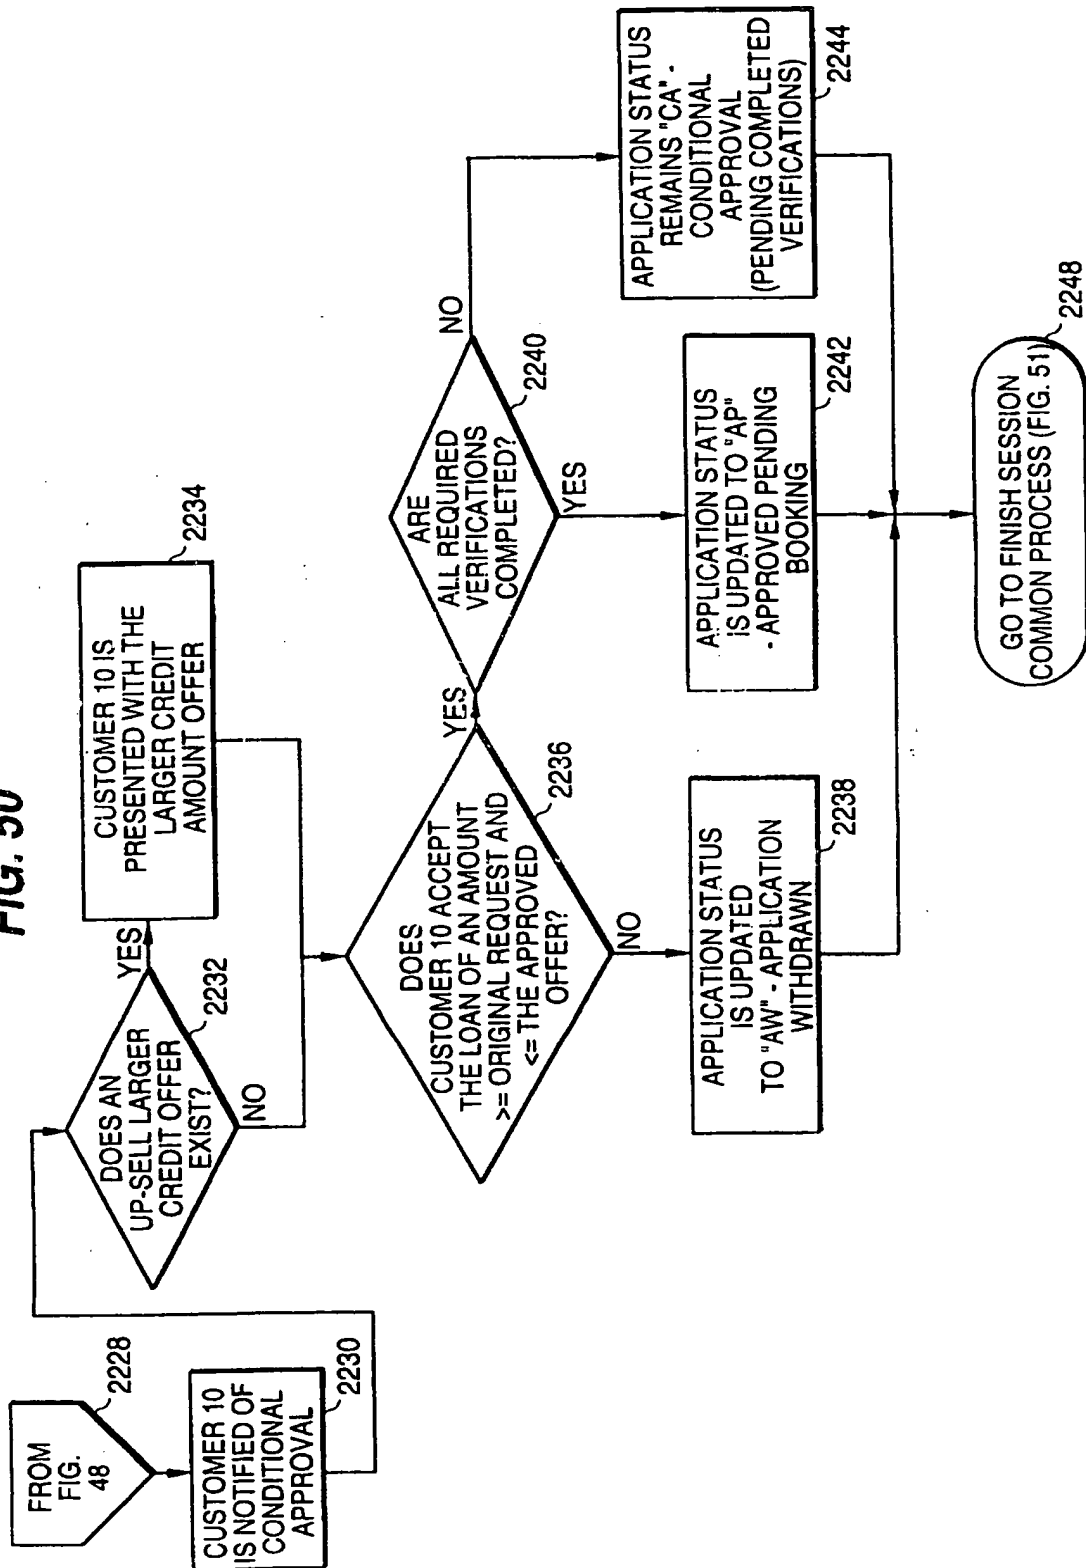 FIG. 50
FROM
FIG.
48
2228
CUSTOMER 10
IS NOTIFIED OF
CONDITIONAL
APPROVAL
2230
DOES AN
UP-SELL LARGER
CREDIT OFFER
EXIST?
2232
YES
NO
CUSTOMER 10 IS
PRESENTED WITH THE
LARGER CREDIT
AMOUNT OFFER
2234
DOES
CUSTOMER 10 ACCEPT
THE LOAN OF AN AMOUNT
>= ORIGINAL REQUEST AND
<= THE APPROVED
OFFER?
2236
YES
NO
APPLICATION STATUS
IS UPDATED
TO "AW" - APPLICATION
WITHDRAWN
2238
ARE
ALL REQUIRED
VERIFICATIONS
COMPLETED?
2240
NO
YES
APPLICATION STATUS
IS UPDATED TO "AP"
- APPROVED PENDING
BOOKING
2242
APPLICATION STATUS
REMAINS "CA" -
CONDITIONAL
APPROVAL
(PENDING COMPLETED
VERIFICATIONS)
2244
GO TO FINISH SESSION
COMMON PROCESS (FIG. 51)
2248